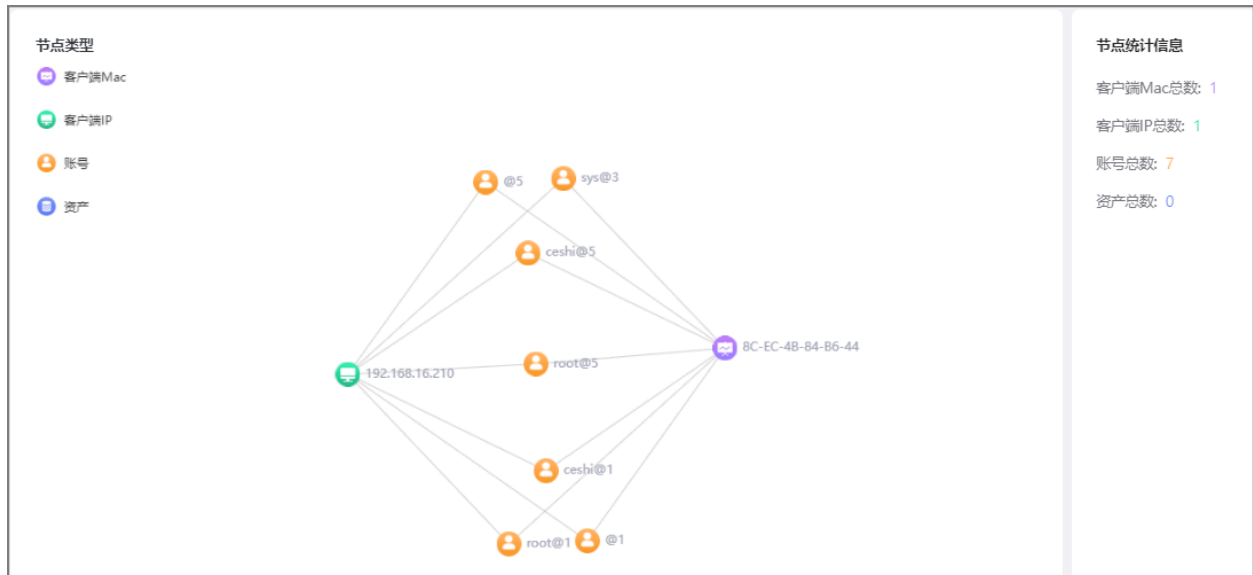 节点类型
客户端Mac
客户端IP
账号
资产
@5
sys@3
ceshi@5
root@5
8C-EC-4B-84-B6-44
192.168.16.210
ceshi@1
root@1
@1
节点统计信息
客户端Mac总数: 1
客户端IP总数: 1
账号总数: 7
资产总数: 0